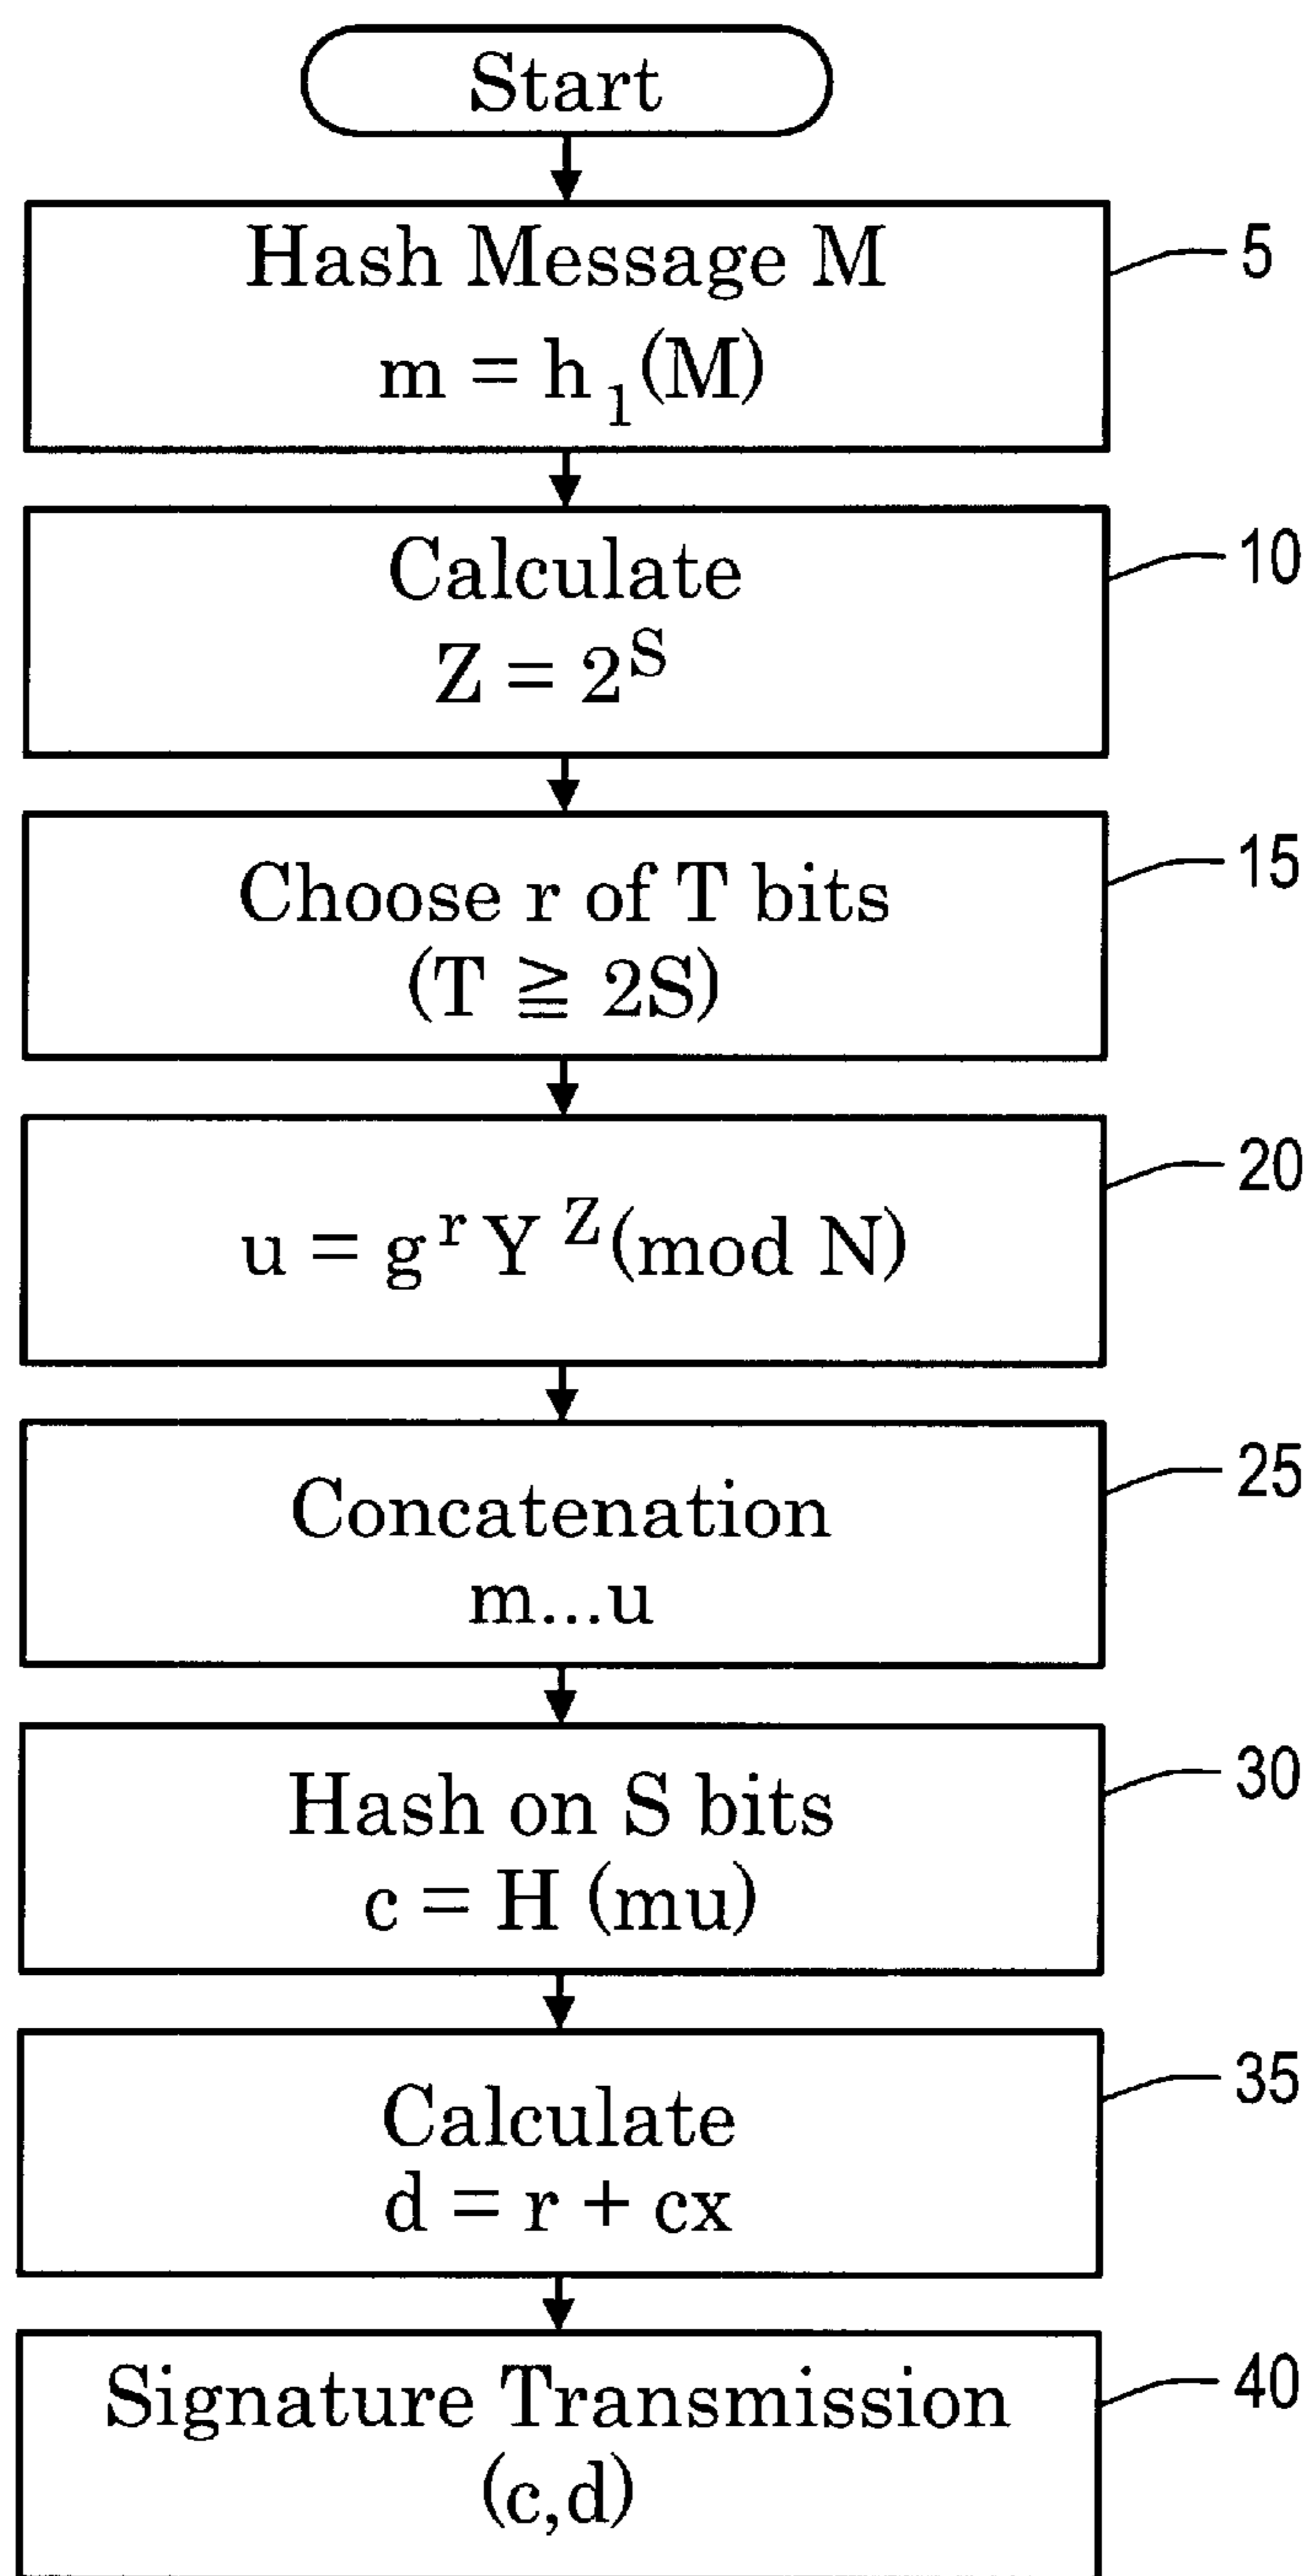 Start
Hash Message M
5
m = h₁(M)
Calculate
10
Z = 2ˢ
Choose r of T bits
15
(T ≧ 2S)
20
u = gʳ Yᶻ(mod N)
Concatenation
25
m...u
Hash on S bits
30
c = H (mu)
Calculate
35
d = r + cx
Signature Transmission
40
(c,d)